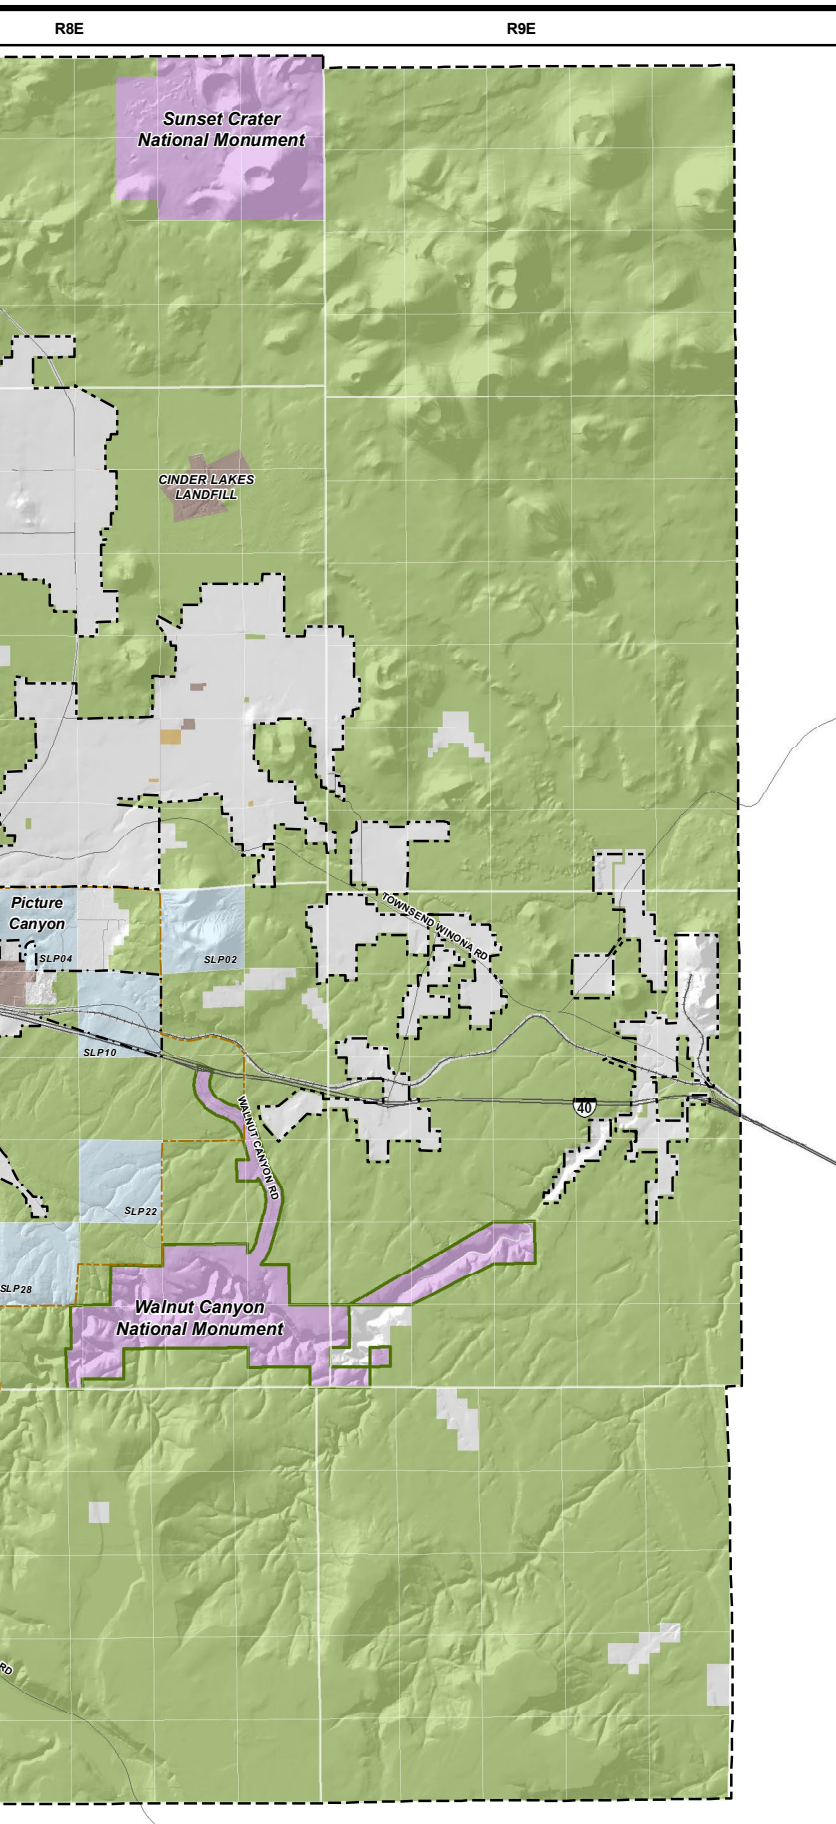 R8E
R9E
Sunset Crater
National Monument
CINDER LAKES
LANDFILL
Picture
Canyon
TOWNSEND WINONA RD
SLP04
SLP02
SLP10
40
WALNUT CANYON RD
SLP22
SLP28
Walnut Canyon
National Monument
RD